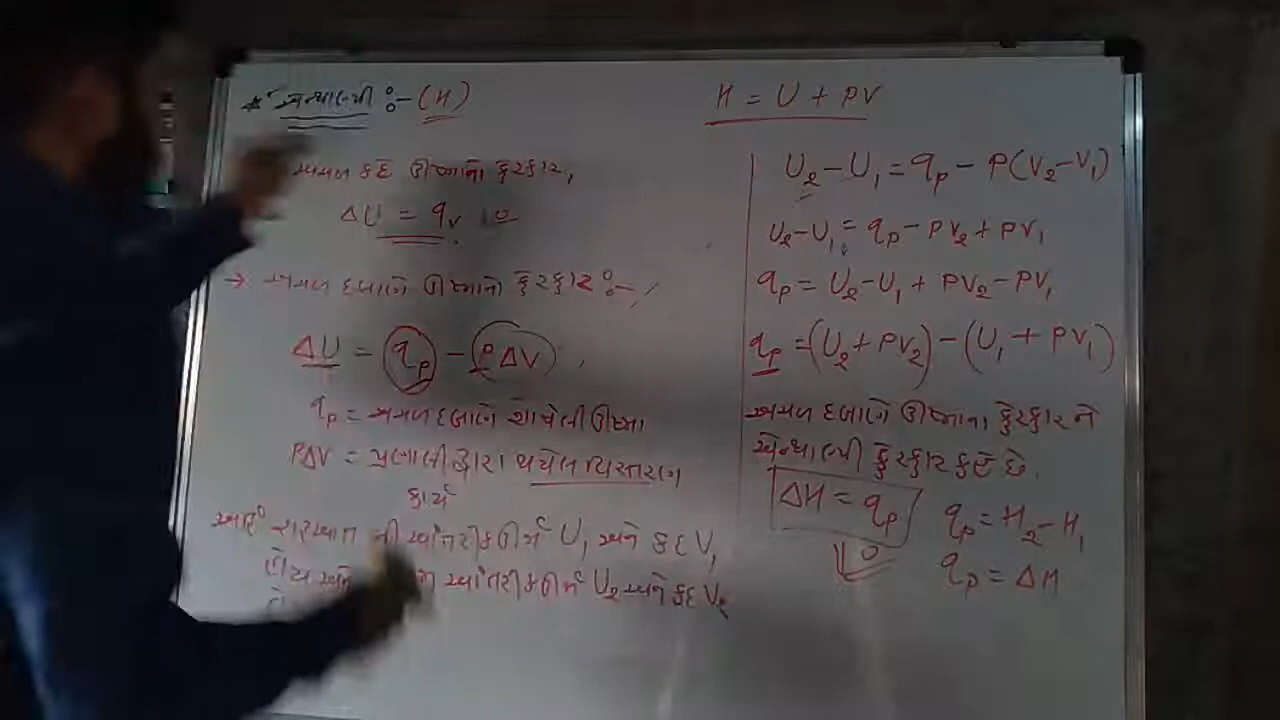 * એન્થાલ્પી :- (H)
અચળ કદે ઊષ્માનો ફેરફાર,
ΔU = qv
→ અચળ દબાણે ઊષ્માનો ફેરફાર :-
ΔU = qp - PΔV
qp = અચળ દબાણે શોષેલી ઊષ્મા
PΔV = પ્રણાલી દ્વારા થયેલ વિસ્તરણ
કાર્ય
આંતરીક ઊર્જા U1 અને કદ V1
આંતરીક ઊર્જા U2 અને કદ V2
H = U + PV
U2 - U1 = qp - P(V2-V1)
U2-U1 = qp - PV2 + PV1
qp = U2-U1 + PV2 - PV1
qp = (U2 + PV2) - (U1 + PV1)
અચળ દબાણે ઊષ્માના ફેરફાર ને
એન્થાલ્પી ફેરફાર કહે છે.
ΔH = qp
qp = H2 - H1
qp = ΔH